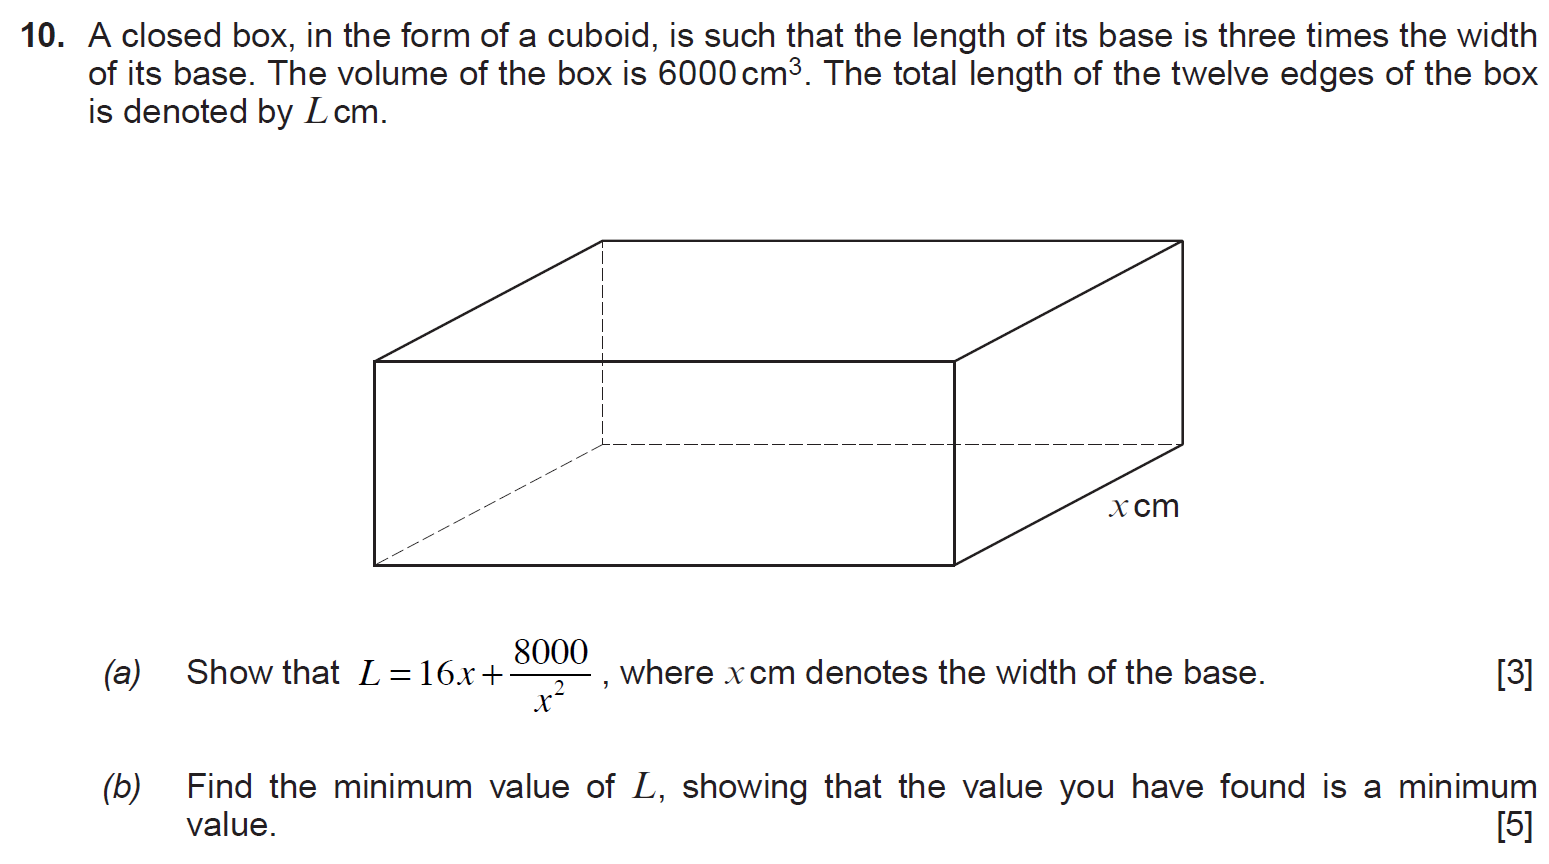 10. A closed box, in the form of a cuboid, is such that the length of its base is three times the width
of its base. The volume of the box is 6000 cm³. The total length of the twelve edges of the box
is denoted by L cm.
x cm
(a) Show that L = 16x + 8000/x² , where x cm denotes the width of the base. [3]
(b) Find the minimum value of L, showing that the value you have found is a minimum
value. [5]